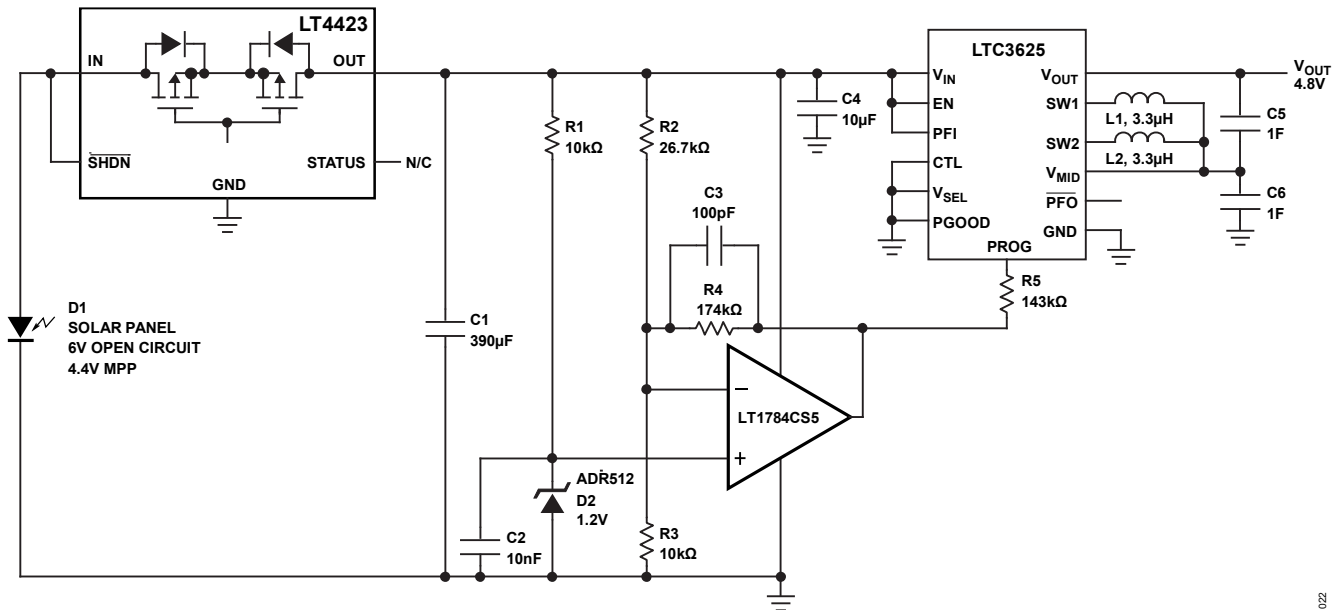 LT4423
IN
OUT
SHDN
STATUS
N/C
GND
D1
SOLAR PANEL
6V OPEN CIRCUIT
4.4V MPP
C1
390µF
R1
10kΩ
R2
26.7kΩ
C3
100pF
R4
174kΩ
C4
10µF
LT1784CS5
ADR512
D2
1.2V
C2
10nF
R3
10kΩ
LTC3625
VIN
EN
PFI
CTL
VSEL
PGOOD
PROG
VOUT
SW1
SW2
VMID
PFO
GND
L1, 3.3µH
L2, 3.3µH
R5
143kΩ
C5
1F
C6
1F
VOUT
4.8V
022